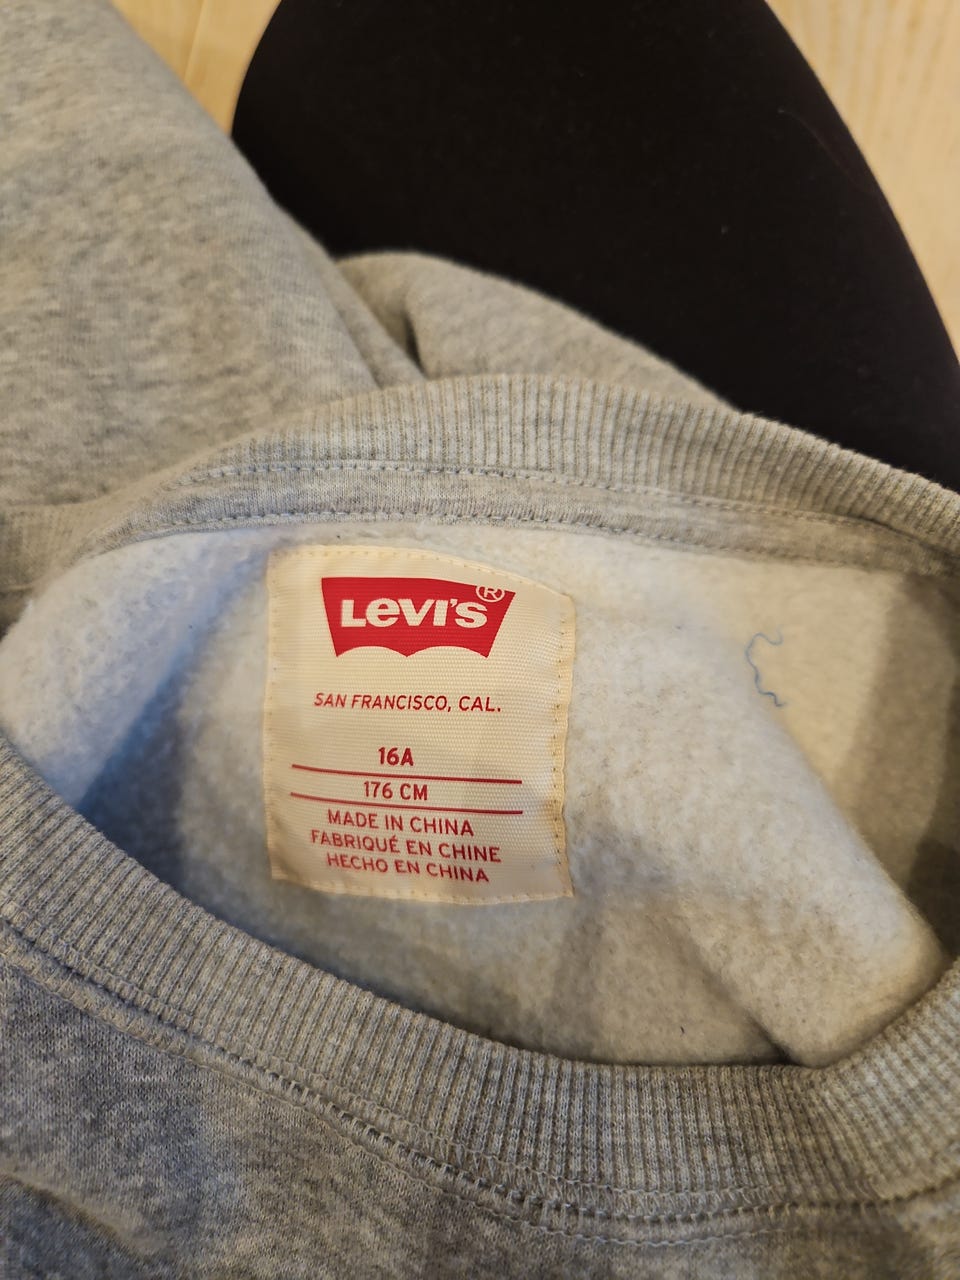 LEVI'S®
SAN FRANCISCO, CAL.
16A
176 CM
MADE IN CHINA
FABRIQUÉ EN CHINE
HECHO EN CHINA